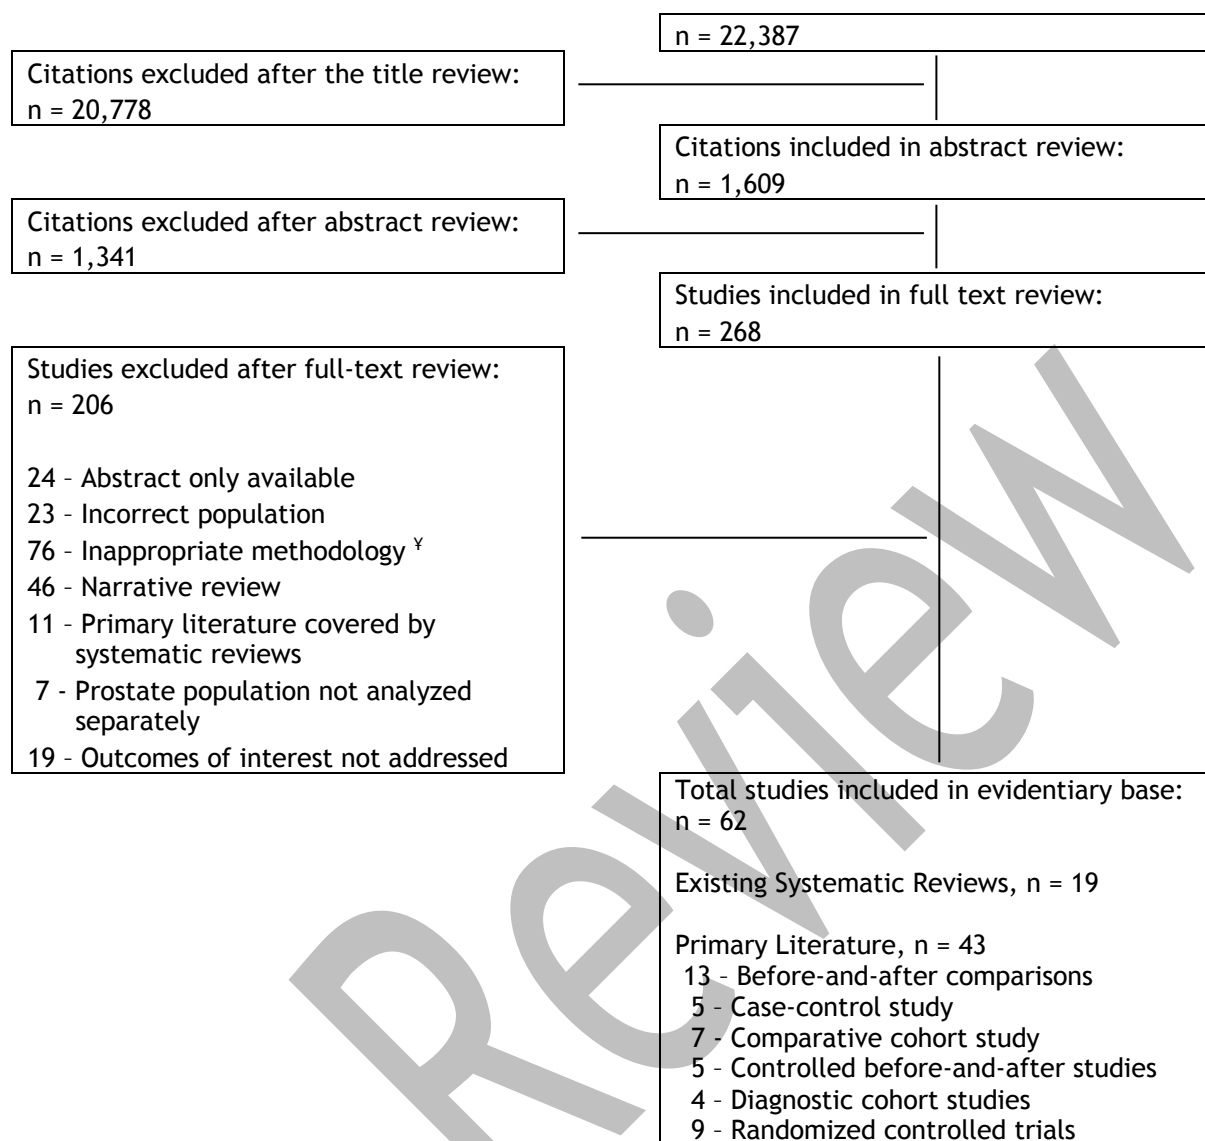 n = 22,387
Citations excluded after the title review:
n = 20,778
Citations included in abstract review:
n = 1,609
Citations excluded after abstract review:
n = 1,341
Studies included in full text review:
n = 268
Studies excluded after full-text review:
n = 206
24 – Abstract only available
23 – Incorrect population
76 – Inappropriate methodology ¥
46 – Narrative review
11 – Primary literature covered by
systematic reviews
7 - Prostate population not analyzed
separately
19 – Outcomes of interest not addressed
Total studies included in evidentiary base:
n = 62
Existing Systematic Reviews, n = 19
Primary Literature, n = 43
13 – Before-and-after comparisons
5 – Case-control study
7 - Comparative cohort study
5 – Controlled before-and-after studies
4 – Diagnostic cohort studies
9 – Randomized controlled trials
Review